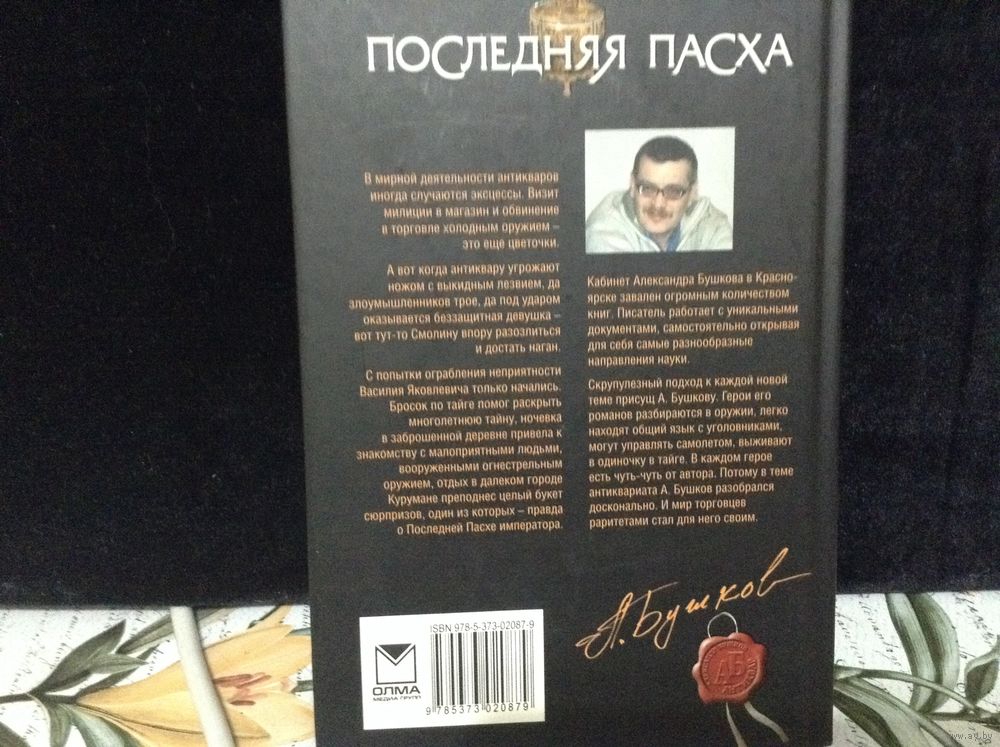 ПОСЛЕДНЯЯ ПАСХА
В мирной деятельности антикваров
иногда случаются эксцессы. Визит
милиции в магазин и обвинение
в торговле холодным оружием –
это еще цветочки.
А вот когда антиквару угрожают
ножом с выкидным лезвием, да
злоумышленников трое, да под ударом
оказывается беззащитная девушка –
вот тут-то Смолину впору разозлиться
и достать наган.
С попытки ограбления неприятности
Василия Яковлевича только начались.
Бросок по тайге помог раскрыть
многолетнюю тайну, ночевка
в заброшенной деревне привела к
знакомству с малоприятными людьми,
вооруженными огнестрельным
оружием, отдых в далеком городе
Курумане преподнес целый букет
сюрпризов, один из которых – правда
о Последней Пасхе императора.
Кабинет Александра Бушкова в Красно-
ярске завален огромным количеством
книг. Писатель работает с уникальными
документами, самостоятельно открывая
для себя самые разнообразные
направления науки.
Скрупулезный подход к каждой новой
теме присущ А. Бушкову. Герои его
романов разбираются в оружии, легко
находят общий язык с уголовниками,
могут управлять самолетом, выживают
в одиночку в тайге. В каждом герое
есть чуть-чуть от автора. Потому в теме
антиквариата А. Бушков разобрался
досконально. И мир торговцев
раритетами стал для него своим.
А. Бушков
АБ
ISBN 978-5-373-02087-9
ОЛМА
МЕДИА ГРУПП
9 785373 020879
www.ay.by